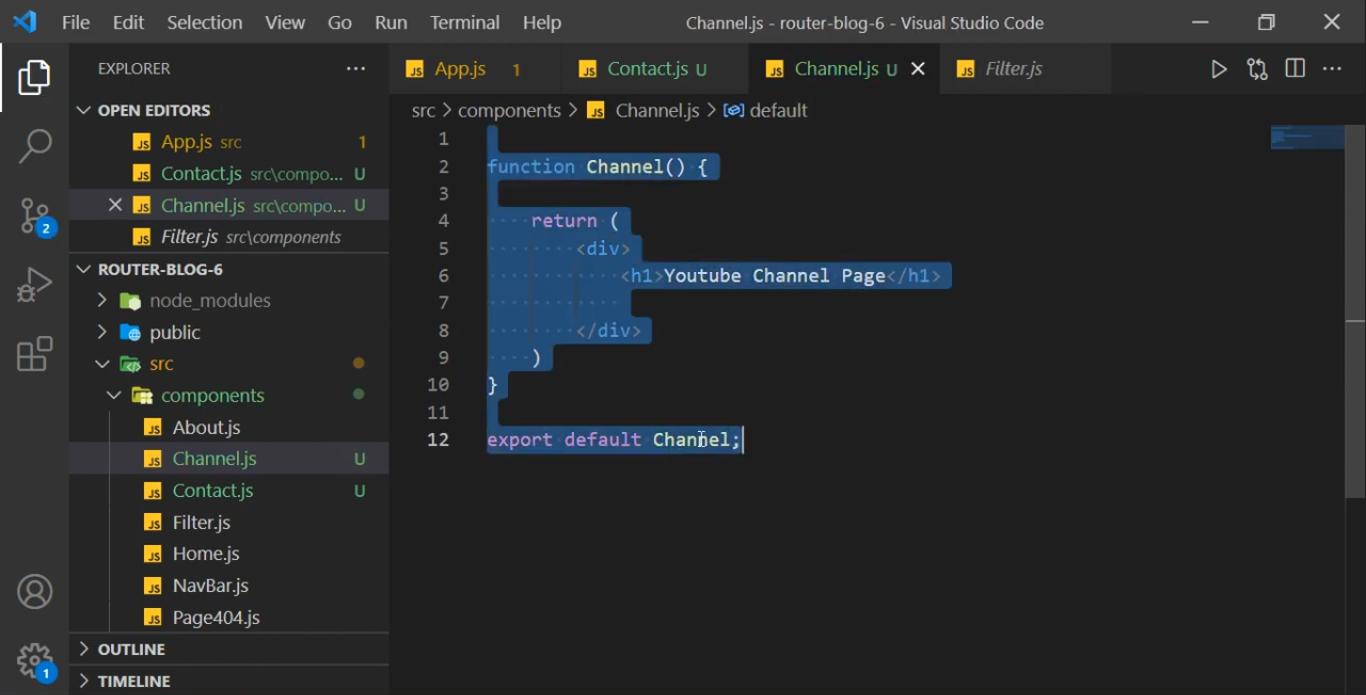 File Edit Selection View Go Run Terminal Help Channel.js - router-blog-6 - Visual Studio Code
EXPLORER
OPEN EDITORS
JS App.js src 1
JS Contact.js src\compo... U
JS Channel.js src\compo... U
JS Filter.js src\components
ROUTER-BLOG-6
node_modules
public
src
components
JS About.js
JS Channel.js U
JS Contact.js U
JS Filter.js
JS Home.js
JS NavBar.js
JS Page404.js
OUTLINE
TIMELINE
2
1
JS App.js 1 JS Contact.js U JS Channel.js U JS Filter.js
src > components > JS Channel.js > default
1
2 function Channel() {
3
4 return (
5 <div>
6 <h1>Youtube Channel Page</h1>
7
8 </div>
9 )
10 }
11
12 export default Channel;